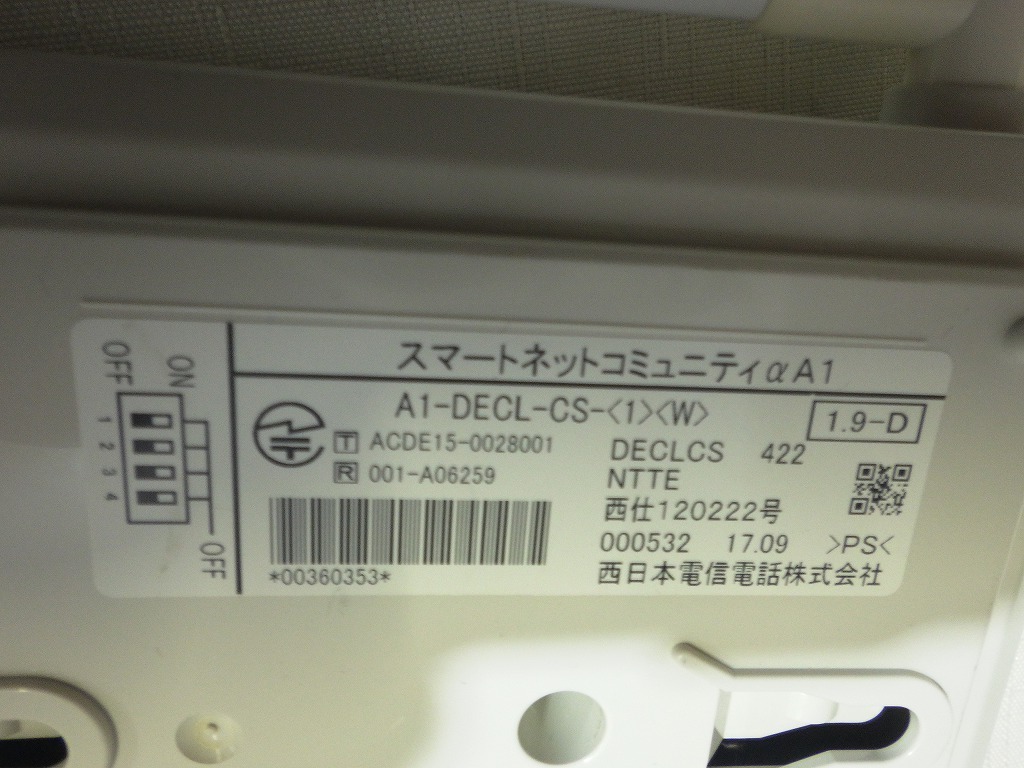 スマートネットコミュニティαA1
A1-DECL-CS-<1><W>
1.9-D
T ACDE15-0028001
R 001-A06259
DECLCS 422
NTTE
西仕120222号
000532 17.09 >PS<
西日本電信電話株式会社
*00360353*
OFF ON
1
2
3
4
OFF